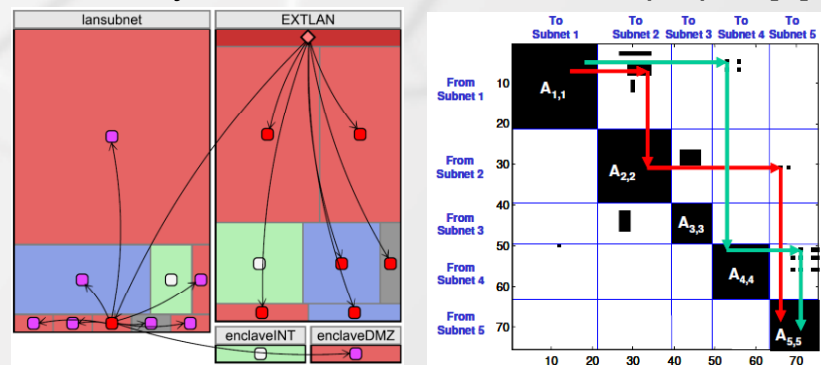 lansubnet
EXTLAN
enclaveINT
enclaveDMZ
To To To To To
Subnet 1 Subnet 2 Subnet 3 Subnet 4 Subnet 5
From
Subnet 1
From
Subnet 2
From
Subnet 3
From
Subnet 4
From
Subnet 5
10
20
30
40
50
60
70
A1,1
A2,2
A3,3
A4,4
A5,5
10 20 30 40 50 60 70